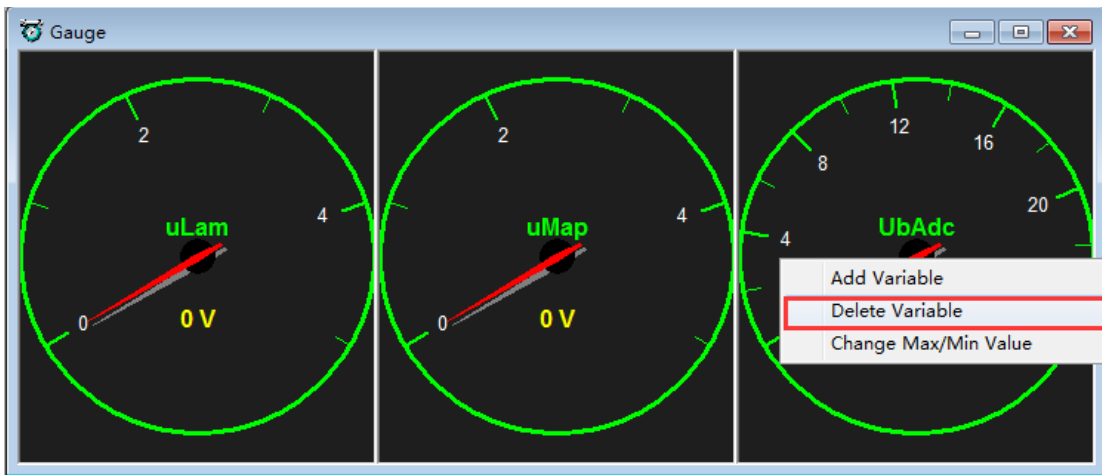 Gauge
2
4
uLam
0
0 V
2
4
uMap
0
0 V
12
8
16
20
4
UbAdc
Add Variable
Delete Variable
Change Max/Min Value